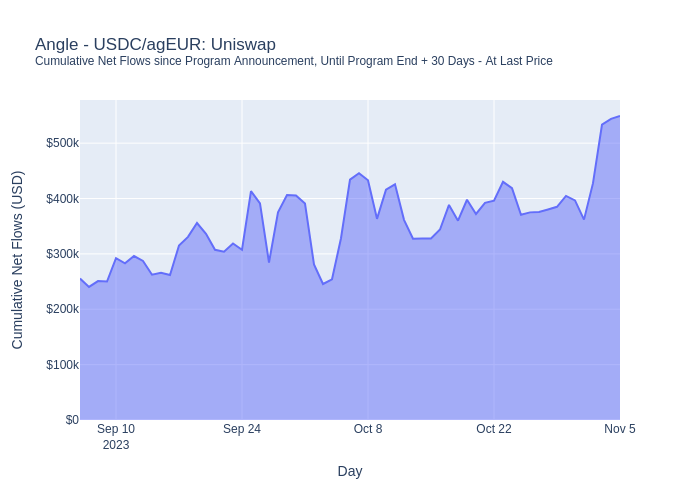 Angle - USDC/agEUR: Uniswap
Cumulative Net Flows since Program Announcement, Until Program End + 30 Days - At Last Price
Cumulative Net Flows (USD)
$500k
$400k
$300k
$200k
$100k
$0
Sep 10
2023
Sep 24
Oct 8
Oct 22
Nov 5
Day